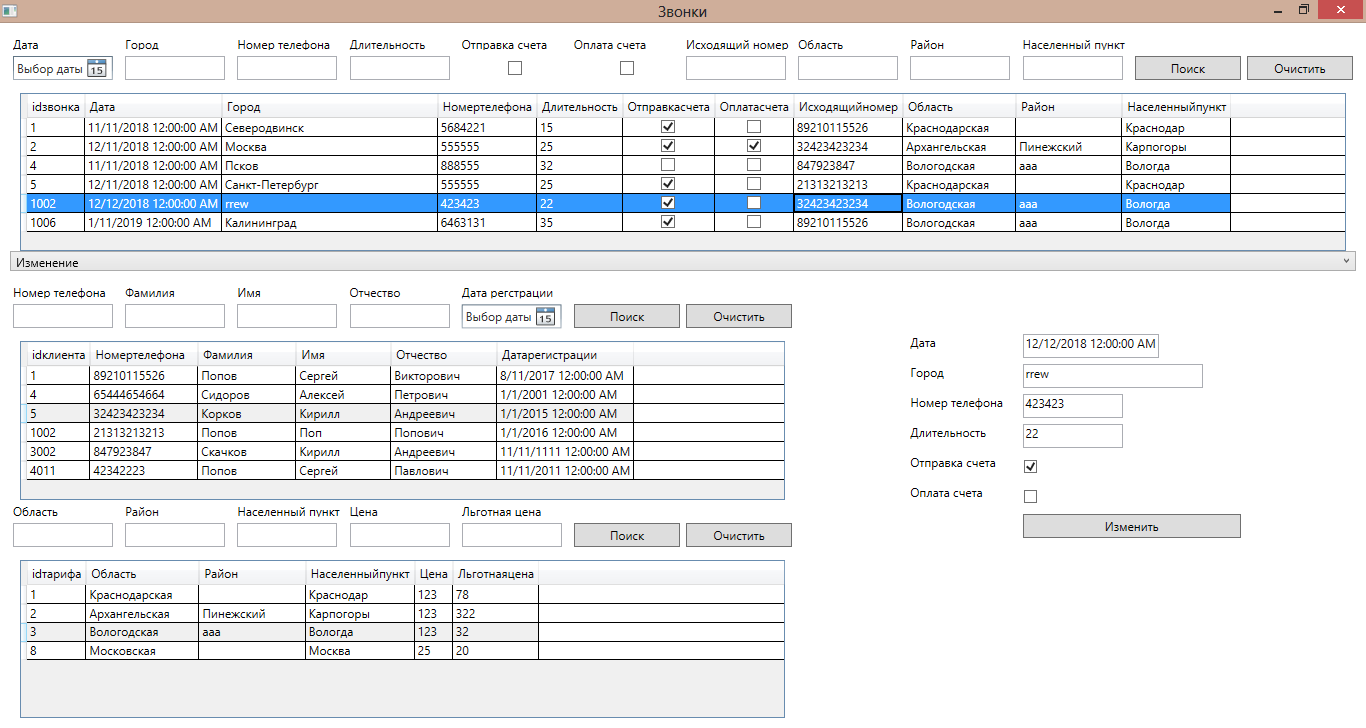 Звонки
Дата Город Номер телефона Длительность Отправка счета Оплата счета Исходящий номер Область Район Населенный пункт
Выбор даты 15 Поиск Очистить
idзвонка Дата Город Номертелефона Длительность Отправкасчета Оплатасчета Исходящийномер Область Район Населенныйпункт
1 11/11/2018 12:00:00 AM Северодвинск 5684221 15 89210115526 Краснодарская Краснодар
2 12/11/2018 12:00:00 AM Москва 555555 25 32423423234 Архангельская Пинежский Карпогоры
4 11/11/2018 12:00:00 AM Псков 888555 32 847923847 Вологодская ааа Вологда
5 12/11/2018 12:00:00 AM Санкт-Петербург 555555 25 21313213213 Краснодарская Краснодар
1002 12/12/2018 12:00:00 AM rrew 423423 22 32423423234 Вологодская ааа Вологда
1006 1/11/2019 12:00:00 AM Калининград 6463131 35 89210115526 Вологодская ааа Вологда
Изменение
Номер телефона Фамилия Имя Отчество Дата регстрации
Выбор даты 15 Поиск Очистить
idклиента Номертелефона Фамилия Имя Отчество Датарегистрации
1 89210115526 Попов Сергей Викторович 8/11/2017 12:00:00 AM
4 65444654664 Сидоров Алексей Петрович 1/1/2001 12:00:00 AM
5 32423423234 Корков Кирилл Андреевич 1/1/2015 12:00:00 AM
1002 21313213213 Попов Поп Попович 1/1/2016 12:00:00 AM
3002 847923847 Скачков Кирилл Андреевич 11/11/1111 12:00:00 AM
4011 42342223 Попов Сергей Павлович 11/11/2011 12:00:00 AM
Область Район Населенный пункт Цена Льготная цена
Поиск Очистить
idтарифа Область Район Населенныйпункт Цена Льготнаяцена
1 Краснодарская Краснодар 123 78
2 Архангельская Пинежский Карпогоры 123 322
3 Вологодская ааа Вологда 123 32
8 Московская Москва 25 20
Дата 12/12/2018 12:00:00 AM
Город rrew
Номер телефона 423423
Длительность 22
Отправка счета
Оплата счета
Изменить